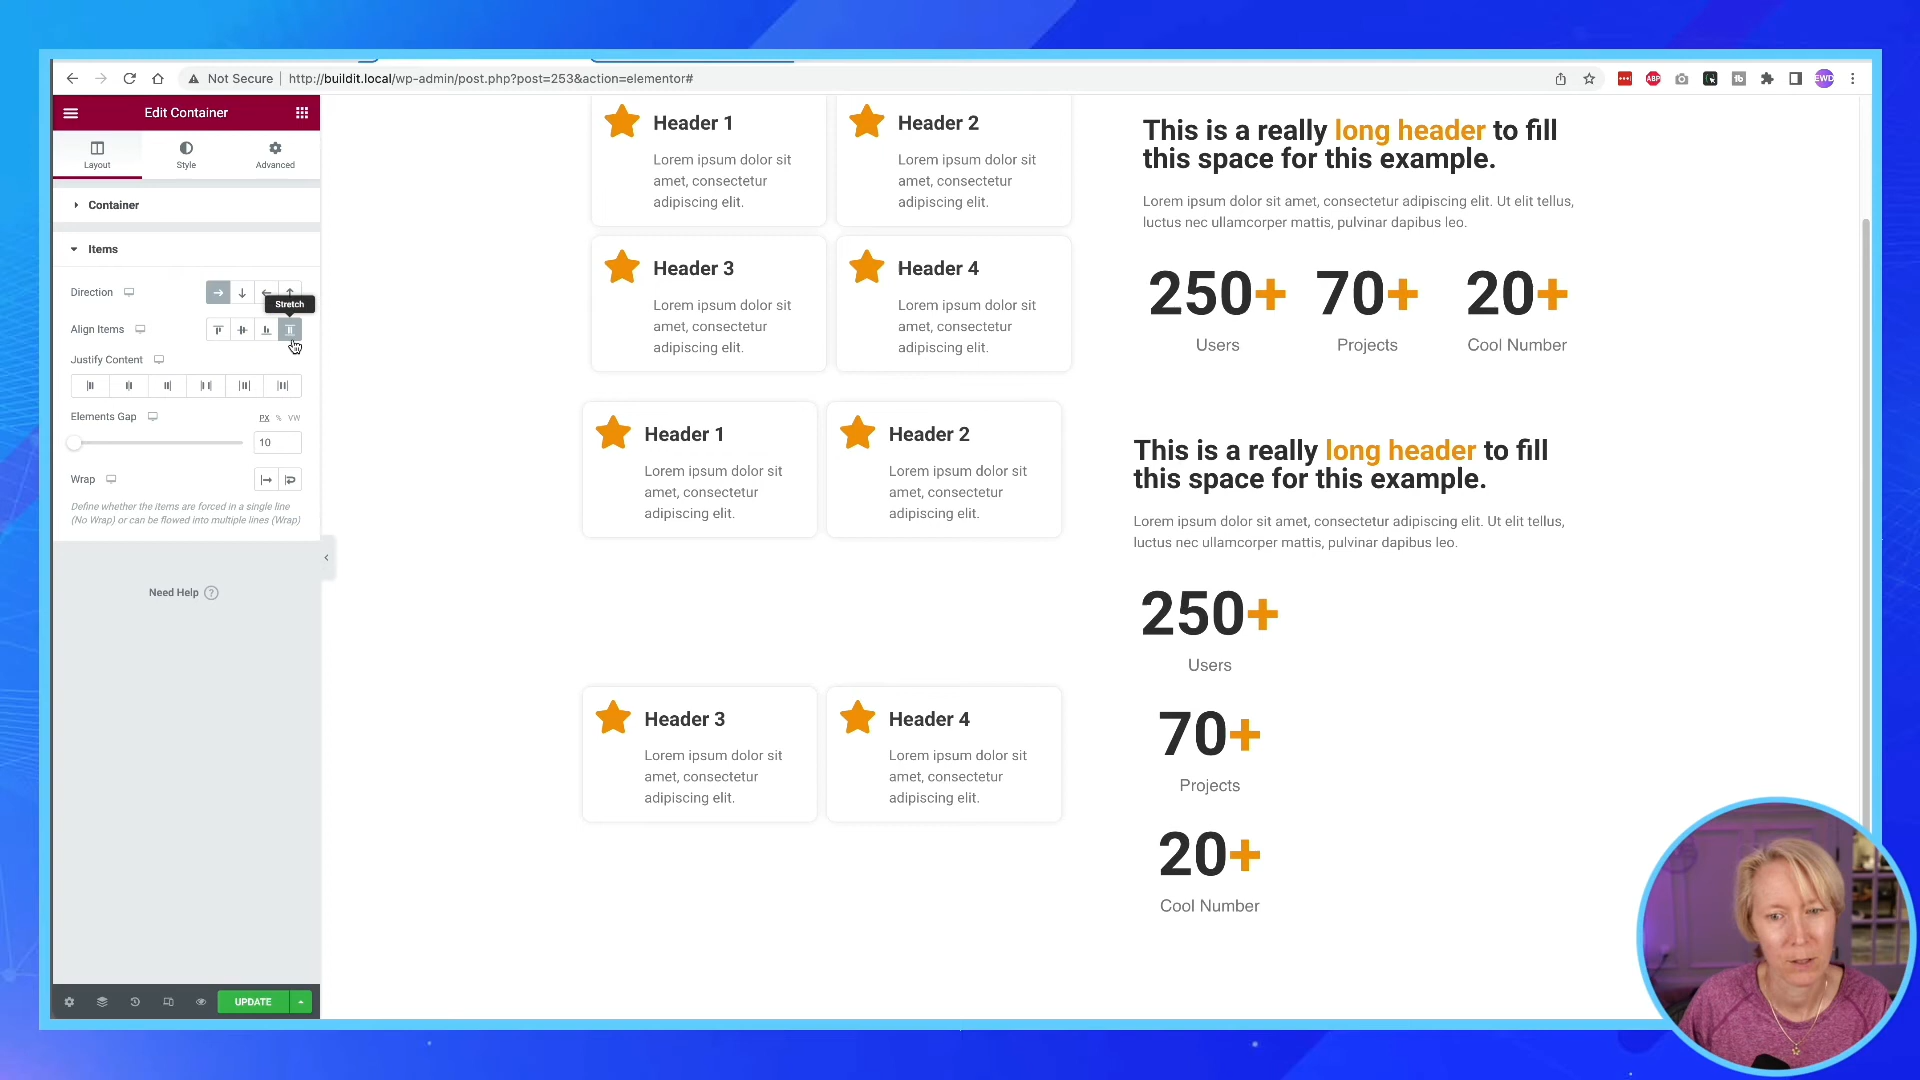 Not Secure
http://buildit.local/wp-admin/post.php?post=253&action=elementor#
ABP
tb
EWD
Edit Container
Layout
Style
Advanced
Container
Items
Direction
Stretch
Align Items
Justify Content
Elements Gap
PX % VW
10
Wrap
Define whether the items are forced in a single line
(No Wrap) or can be flowed into multiple lines (Wrap)
Need Help ?
UPDATE
Header 1
Lorem ipsum dolor sit
amet, consectetur
adipiscing elit.
Header 2
Lorem ipsum dolor sit
amet, consectetur
adipiscing elit.
Header 3
Lorem ipsum dolor sit
amet, consectetur
adipiscing elit.
Header 4
Lorem ipsum dolor sit
amet, consectetur
adipiscing elit.
This is a really long header to fill
this space for this example.
Lorem ipsum dolor sit amet, consectetur adipiscing elit. Ut elit tellus,
luctus nec ullamcorper mattis, pulvinar dapibus leo.
250+ 70+ 20+
Users Projects Cool Number
Header 1
Lorem ipsum dolor sit
amet, consectetur
adipiscing elit.
Header 2
Lorem ipsum dolor sit
amet, consectetur
adipiscing elit.
Header 3
Lorem ipsum dolor sit
amet, consectetur
adipiscing elit.
Header 4
Lorem ipsum dolor sit
amet, consectetur
adipiscing elit.
This is a really long header to fill
this space for this example.
Lorem ipsum dolor sit amet, consectetur adipiscing elit. Ut elit tellus,
luctus nec ullamcorper mattis, pulvinar dapibus leo.
250+
Users
70+
Projects
20+
Cool Number